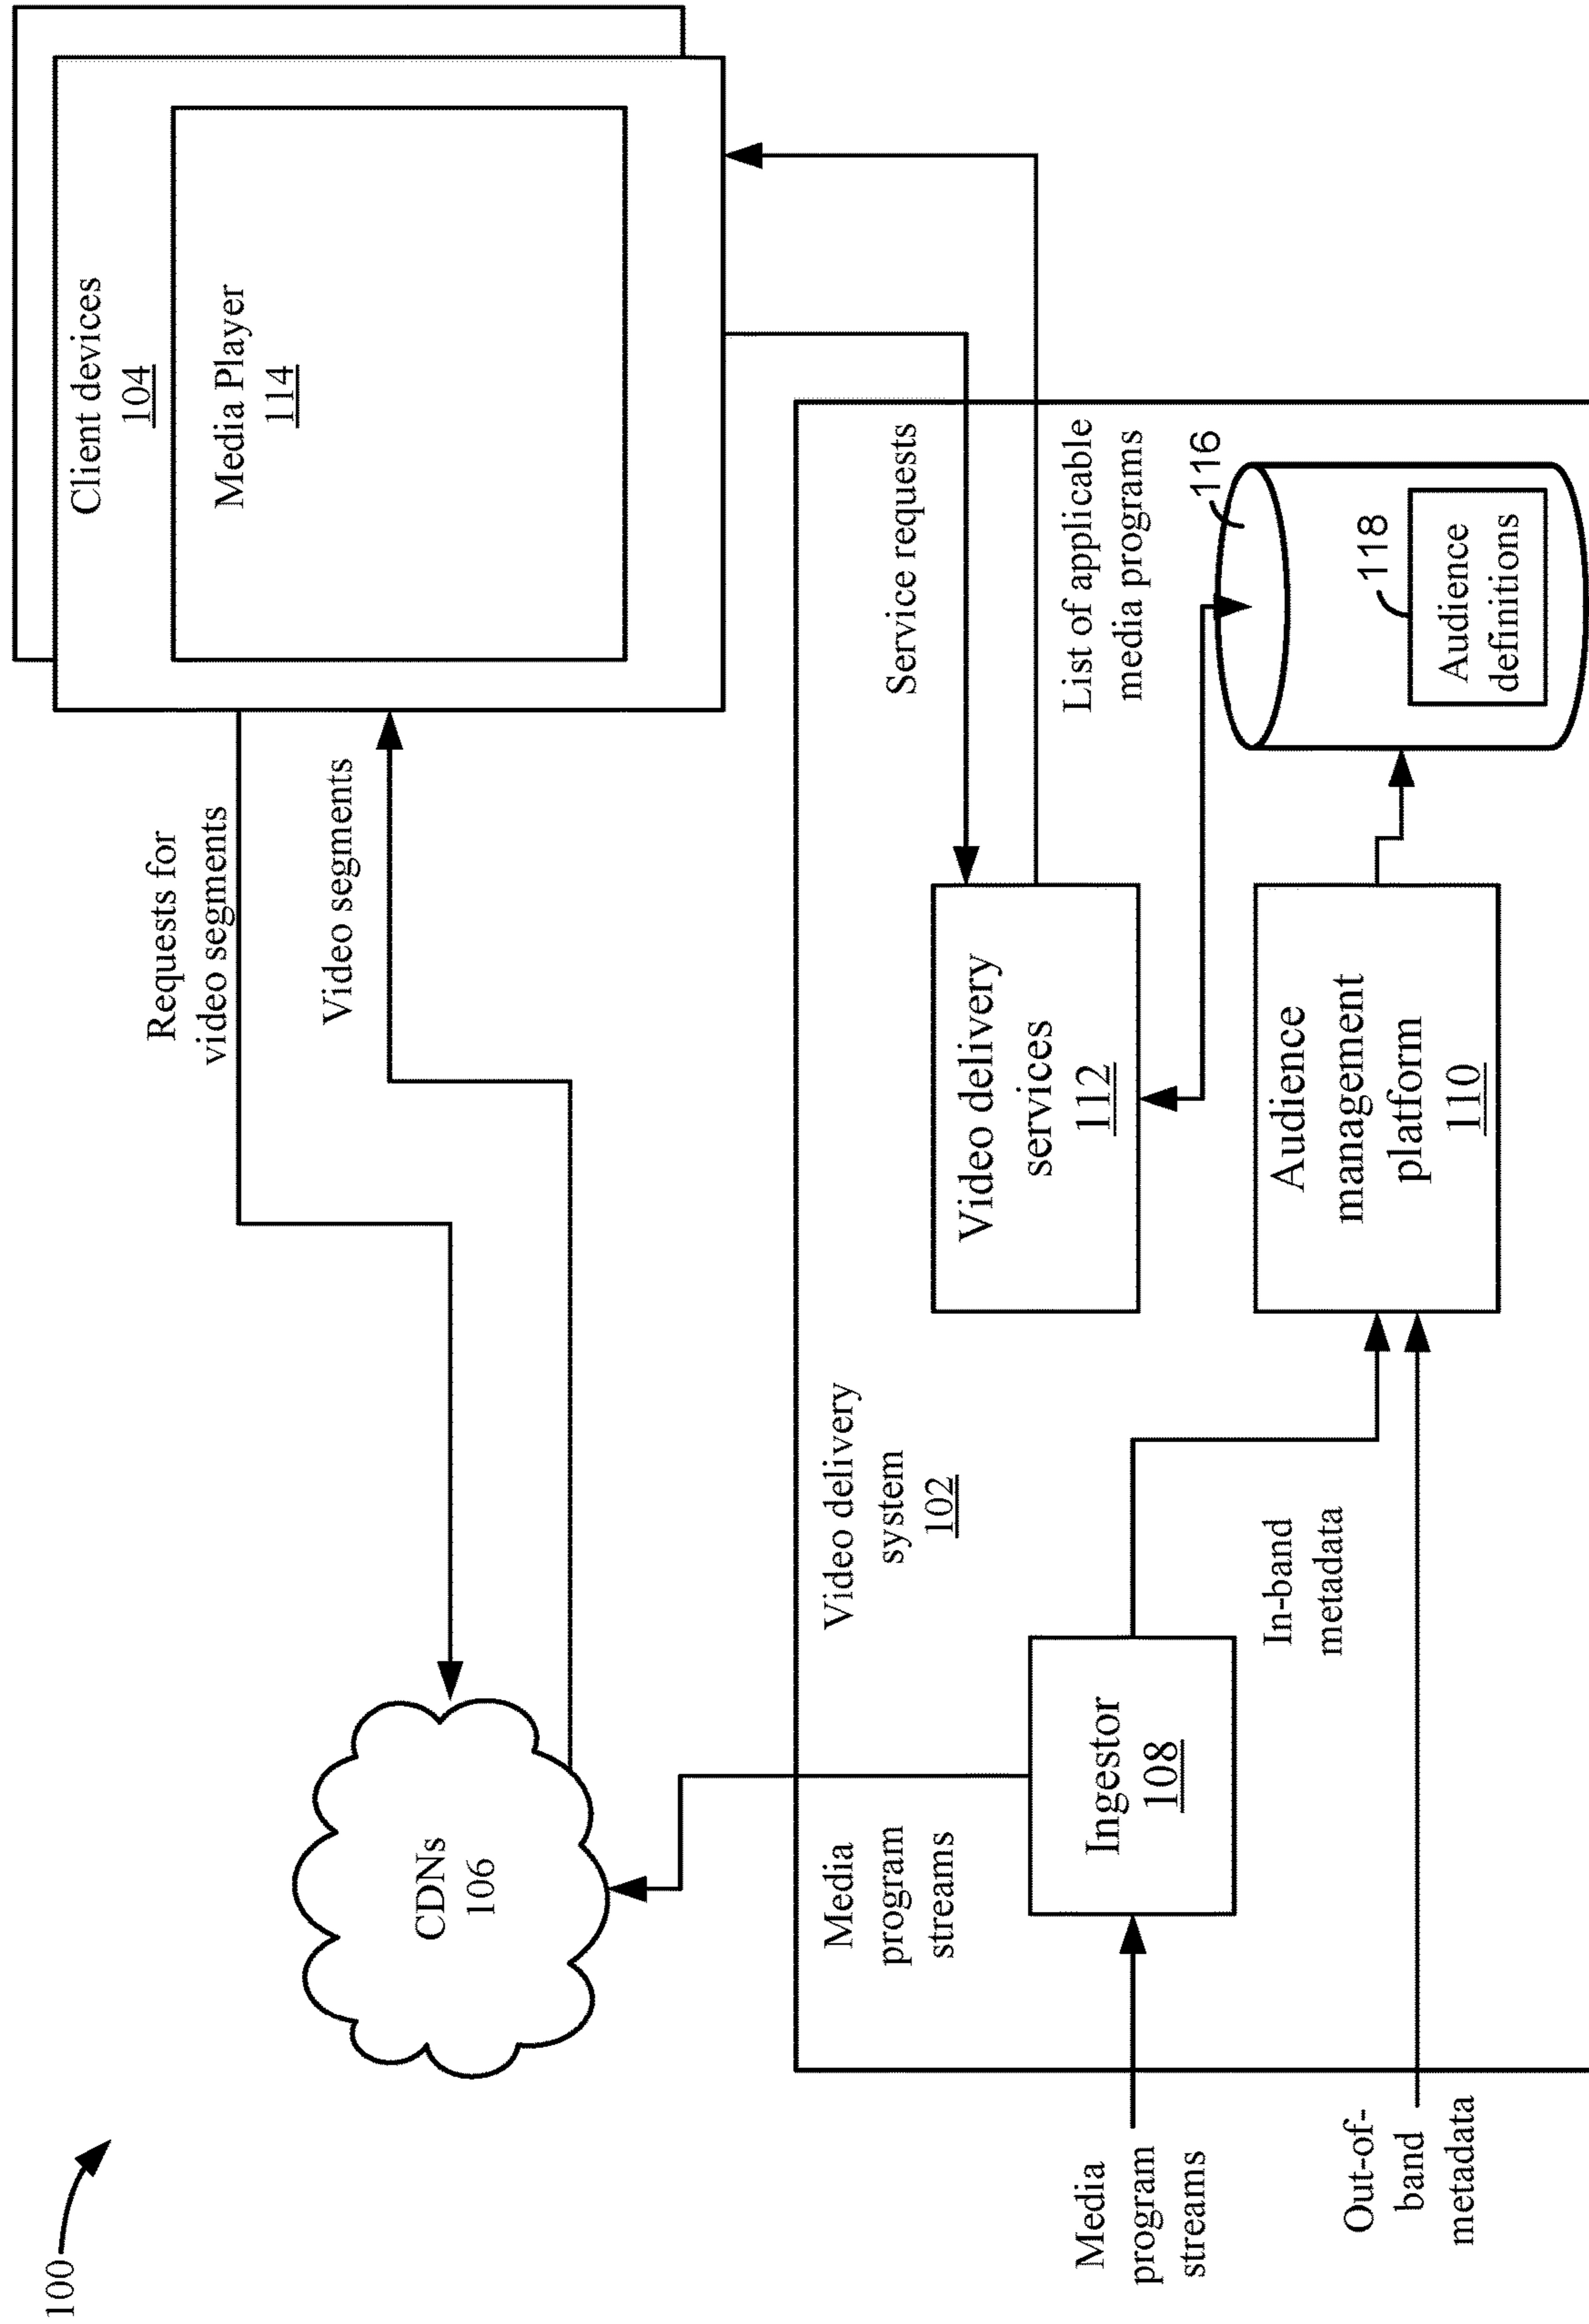 100
CDNs
106
Requests for
video segments
Video segments
Client devices
104
Media Player
114
Video delivery
system
102
Media
program
streams
Service requests
List of applicable
media programs
Video delivery
services
112
116
118
Audience
definitions
Audience
management
platform
110
Ingestor
108
In-band
metadata
Media
program
streams
Out-of-
band
metadata